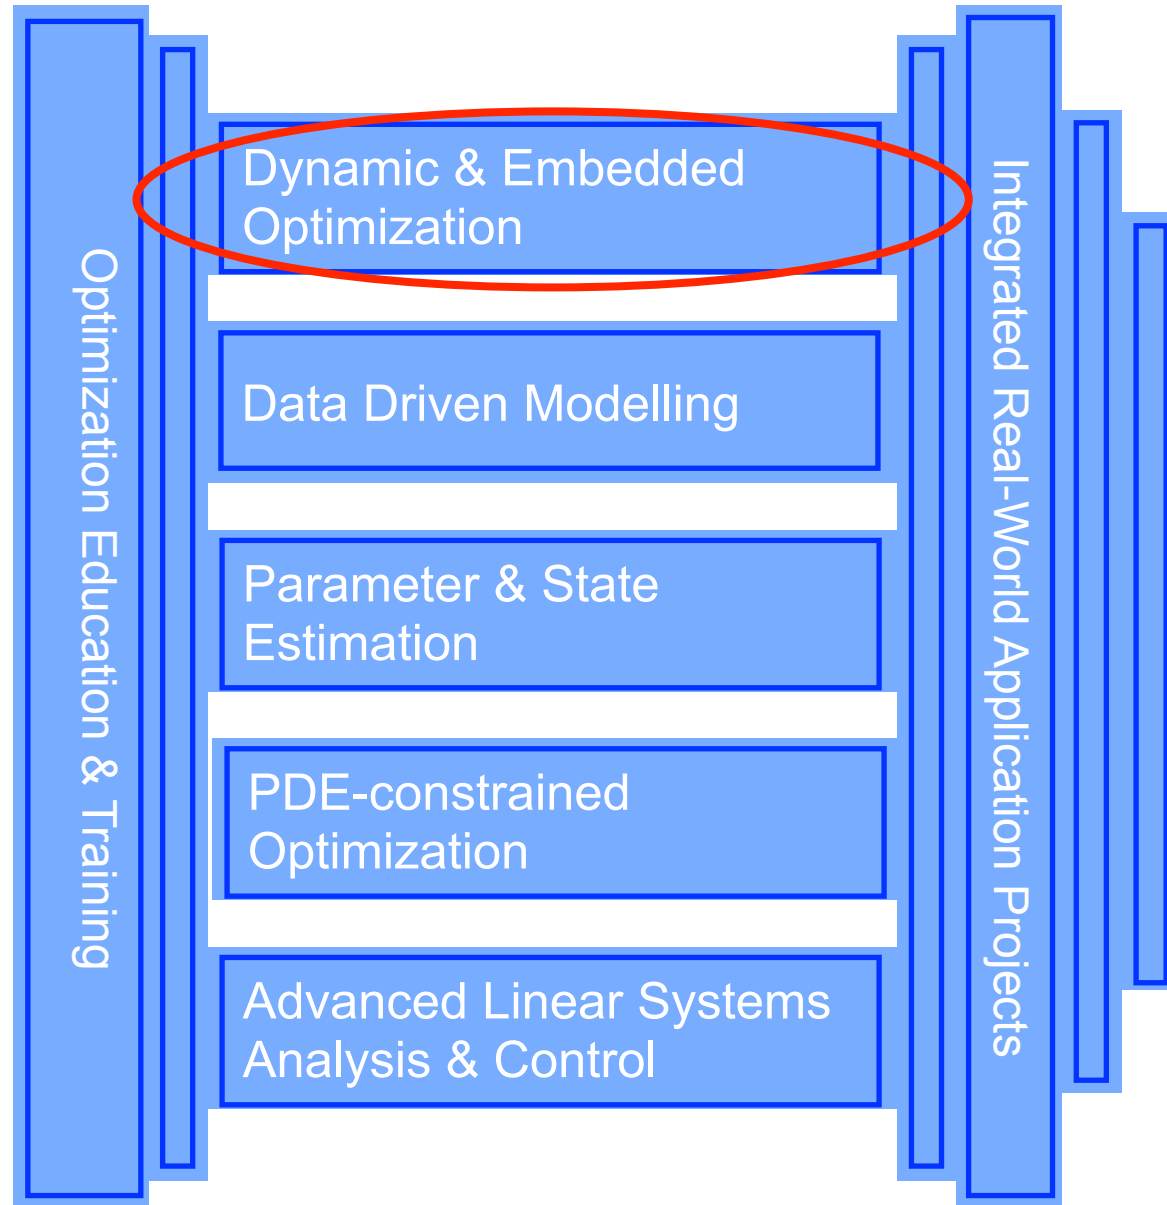 Optimization Education & Training
Dynamic & Embedded
Optimization
Data Driven Modelling
Parameter & State
Estimation
PDE-constrained
Optimization
Advanced Linear Systems
Analysis & Control
Integrated Real-World Application Projects